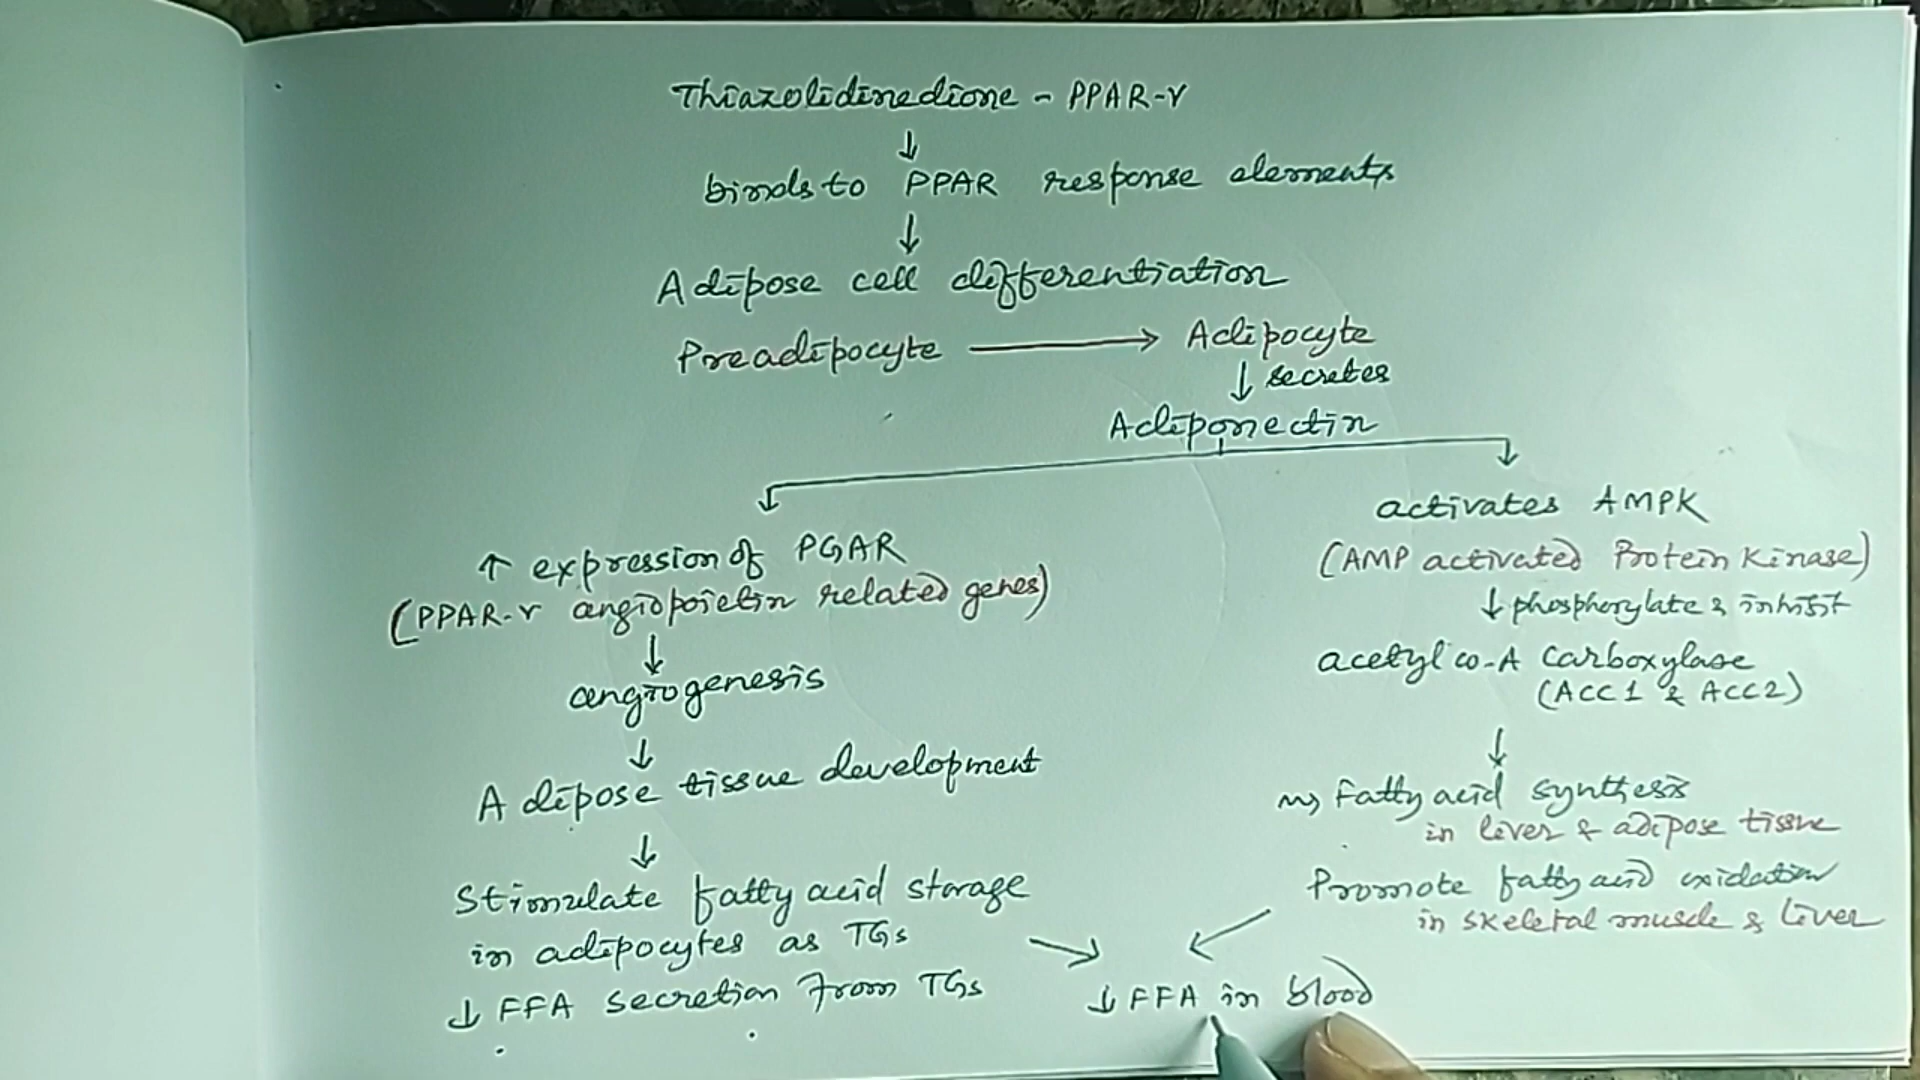 Thiazolidinedione - PPAR-γ
↓
binds to PPAR response elements
↓
Adipose cell differentiation
Preadipocyte → Adipocyte
↓ secretes
Adiponectin
↑ expression of PGAR
(PPAR-γ angiopoietin related genes)
↓
angiogenesis
↓
Adipose tissue development
↓
Stimulate fatty acid storage
in adipocytes as TGs
↓ FFA secretion from TGs
activates AMPK
(AMP activated Protein Kinase)
↓ phosphorylate & inhibit
acetyl co-A Carboxylase
(ACC1 & ACC2)
↓
Fatty acid synthesis
in liver & adipose tissue
Promote fatty acid oxidation
in skeletal muscle & liver
↓ FFA in blood